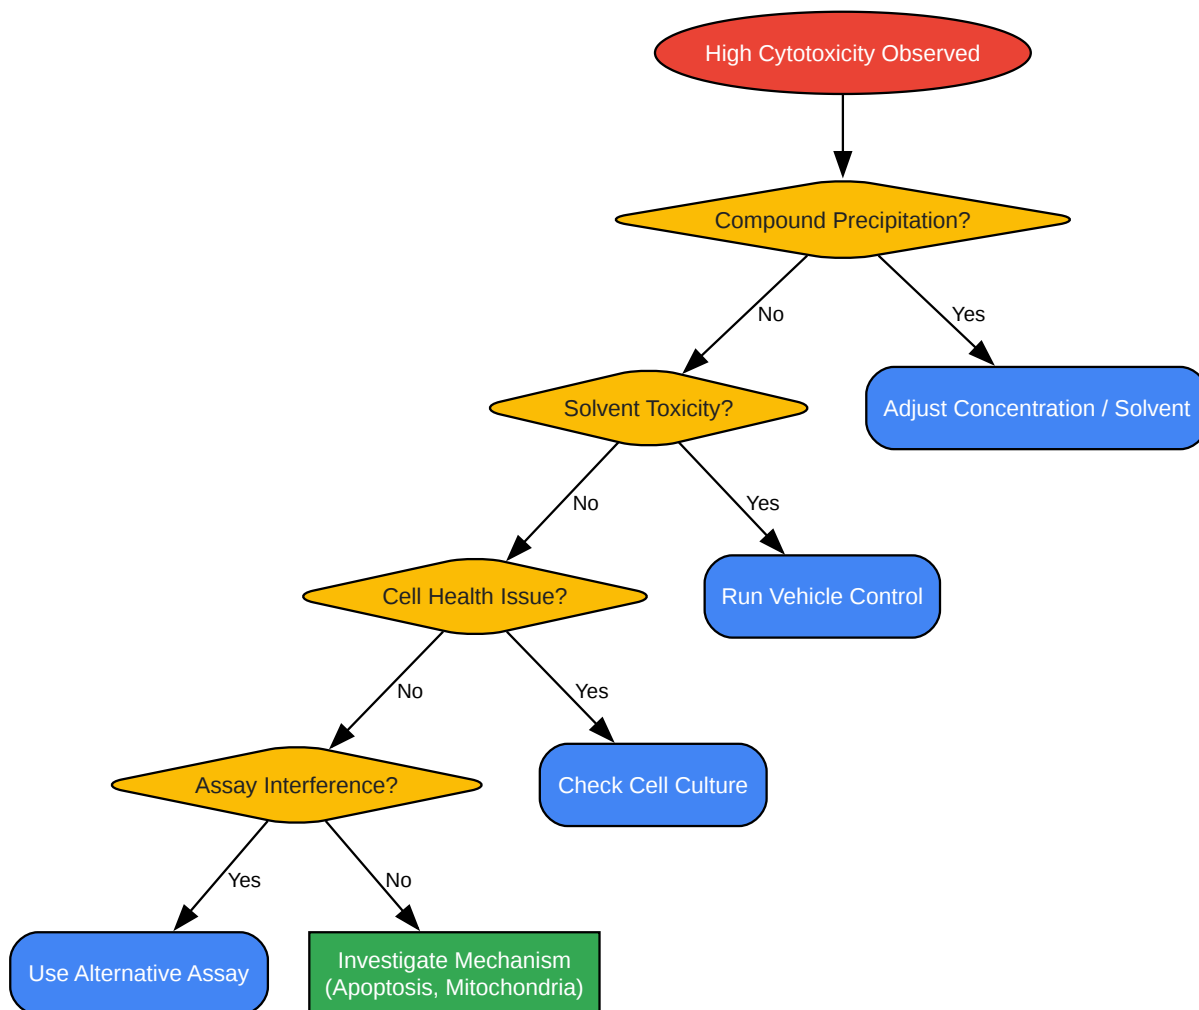 High Cytotoxicity Observed
Compound Precipitation?
No
Yes
Solvent Toxicity?
Adjust Concentration / Solvent
No
Yes
Cell Health Issue?
Run Vehicle Control
No
Yes
Assay Interference?
Check Cell Culture
Yes
No
Use Alternative Assay
Investigate Mechanism
(Apoptosis, Mitochondria)